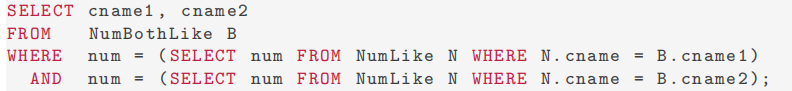 SELECT cname1, cname2
FROM NumBothLike B
WHERE num = (SELECT num FROM NumLike N WHERE N.cname = B.cname1)
AND num = (SELECT num FROM NumLike N WHERE N.cname = B.cname2);